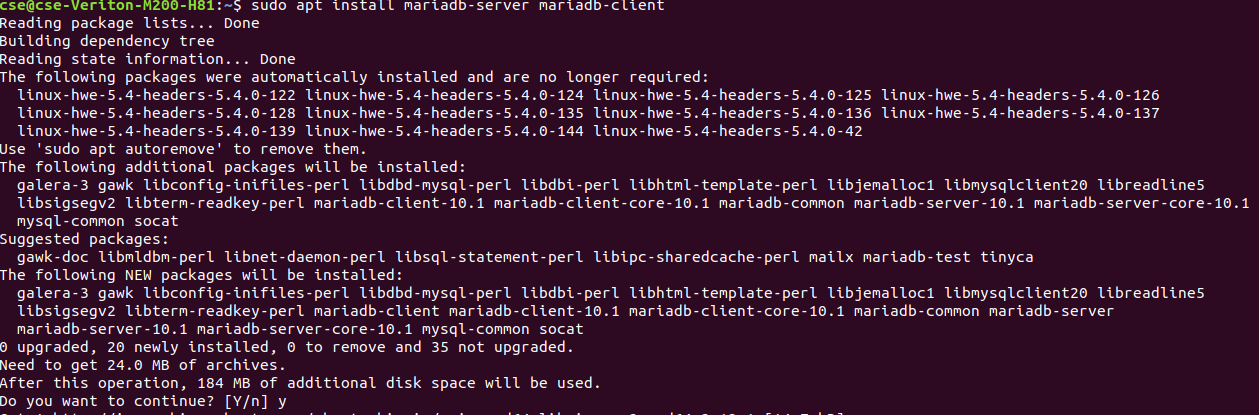 cse@cse-Veriton-M200-H81:~$ sudo apt install mariadb-server mariadb-client
Reading package lists... Done
Building dependency tree
Reading state information... Done
The following packages were automatically installed and are no longer required:
  linux-hwe-5.4-headers-5.4.0-122 linux-hwe-5.4-headers-5.4.0-124 linux-hwe-5.4-headers-5.4.0-125 linux-hwe-5.4-headers-5.4.0-126
  linux-hwe-5.4-headers-5.4.0-128 linux-hwe-5.4-headers-5.4.0-135 linux-hwe-5.4-headers-5.4.0-136 linux-hwe-5.4-headers-5.4.0-137
  linux-hwe-5.4-headers-5.4.0-139 linux-hwe-5.4-headers-5.4.0-144 linux-hwe-5.4-headers-5.4.0-42
Use 'sudo apt autoremove' to remove them.
The following additional packages will be installed:
  galera-3 gawk libconfig-inifiles-perl libdbd-mysql-perl libdbi-perl libhtml-template-perl libjemalloc1 libmysqlclient20 libreadline5
  libsigsegv2 libterm-readkey-perl mariadb-client-10.1 mariadb-client-core-10.1 mariadb-common mariadb-server-10.1 mariadb-server-core-10.1
  mysql-common socat
Suggested packages:
  gawk-doc libmldbm-perl libnet-daemon-perl libsql-statement-perl libipc-sharedcache-perl mailx mariadb-test tinyca
The following NEW packages will be installed:
  galera-3 gawk libconfig-inifiles-perl libdbd-mysql-perl libdbi-perl libhtml-template-perl libjemalloc1 libmysqlclient20 libreadline5
  libsigsegv2 libterm-readkey-perl mariadb-client mariadb-client-10.1 mariadb-client-core-10.1 mariadb-common mariadb-server
  mariadb-server-10.1 mariadb-server-core-10.1 mysql-common socat
0 upgraded, 20 newly installed, 0 to remove and 35 not upgraded.
Need to get 24.0 MB of archives.
After this operation, 184 MB of additional disk space will be used.
Do you want to continue? [Y/n] y